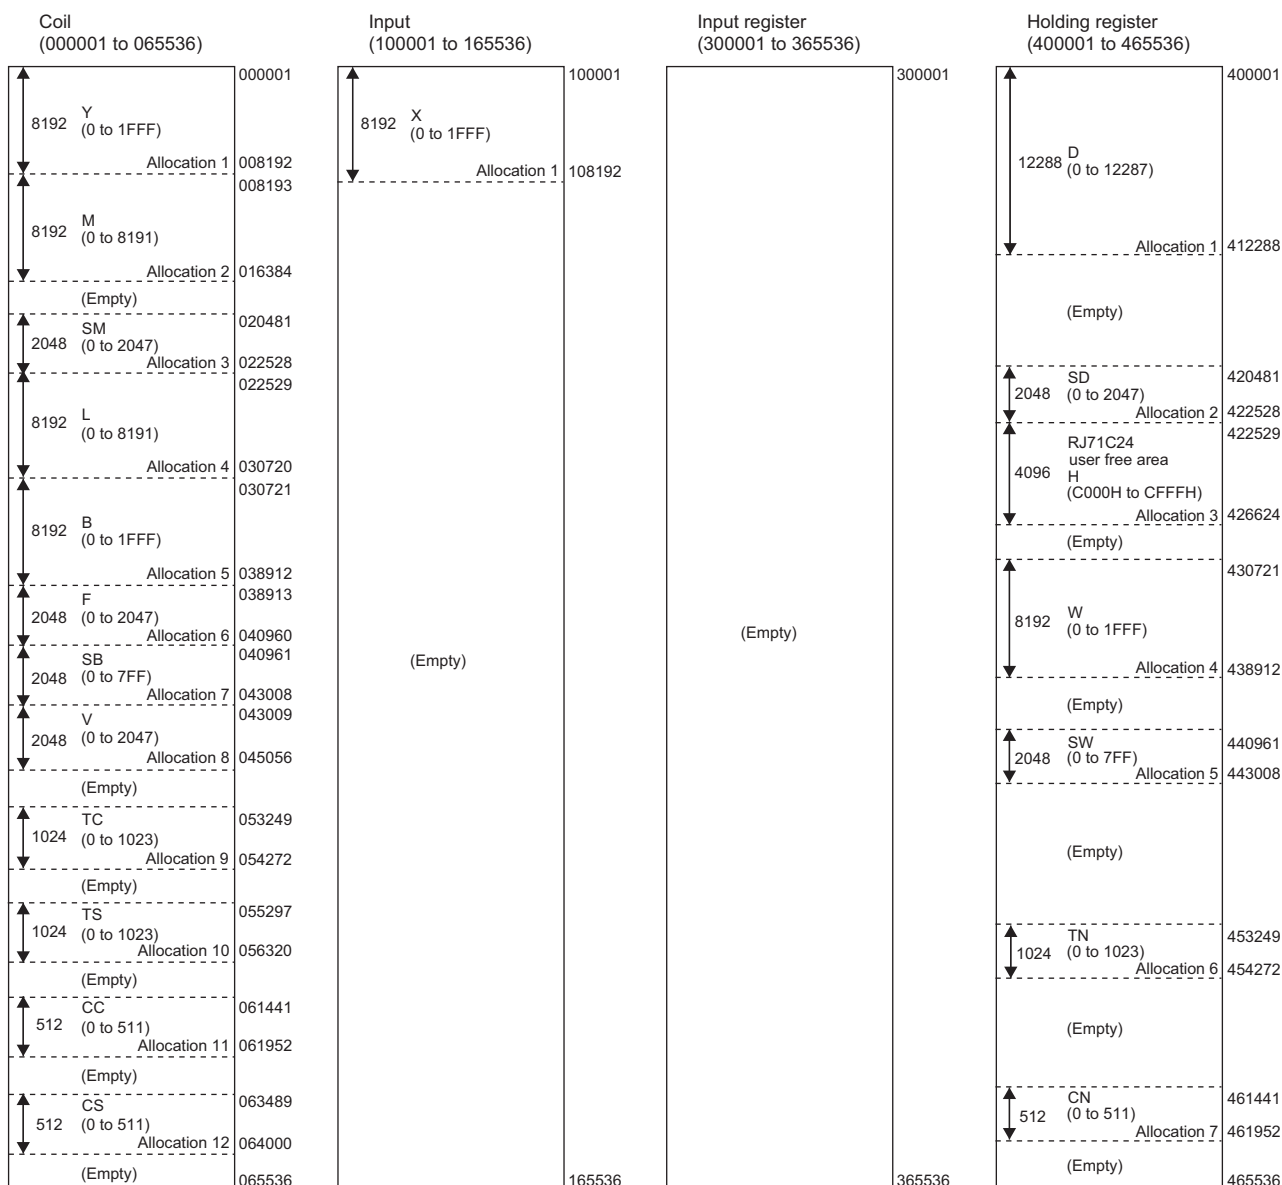 Coil
(000001 to 065536)
000001
8192
Y
(0 to 1FFF)
Allocation 1
008192
008193
8192
M
(0 to 8191)
Allocation 2
016384
(Empty)
020481
SM
2048
(0 to 2047)
Allocation 3
022528
022529
8192
L
(0 to 8191)
Allocation 4
030720
030721
8192
B
(0 to 1FFF)
Allocation 5
038912
038913
F
2048
(0 to 2047)
Allocation 6
040960
040961
SB
2048
(0 to 7FF)
Allocation 7
043008
043009
V
2048
(0 to 2047)
Allocation 8
045056
(Empty)
053249
TC
1024
(0 to 1023)
Allocation 9
054272
(Empty)
055297
TS
1024
(0 to 1023)
Allocation 10
056320
(Empty)
061441
CC
512
(0 to 511)
Allocation 11
061952
(Empty)
063489
CS
512
(0 to 511)
Allocation 12
064000
(Empty)
065536
Input
(100001 to 165536)
100001
8192
X
(0 to 1FFF)
Allocation 1
108192
(Empty)
165536
Input register
(300001 to 365536)
300001
(Empty)
365536
Holding register
(400001 to 465536)
400001
12288
D
(0 to 12287)
Allocation 1
412288
(Empty)
420481
SD
2048
(0 to 2047)
Allocation 2
422528
422529
RJ71C24
user free area
4096
H
(C000H to CFFFH)
Allocation 3
426624
(Empty)
430721
8192
W
(0 to 1FFF)
Allocation 4
438912
(Empty)
440961
SW
2048
(0 to 7FF)
Allocation 5
443008
(Empty)
453249
TN
1024
(0 to 1023)
Allocation 6
454272
(Empty)
461441
CN
512
(0 to 511)
Allocation 7
461952
(Empty)
465536